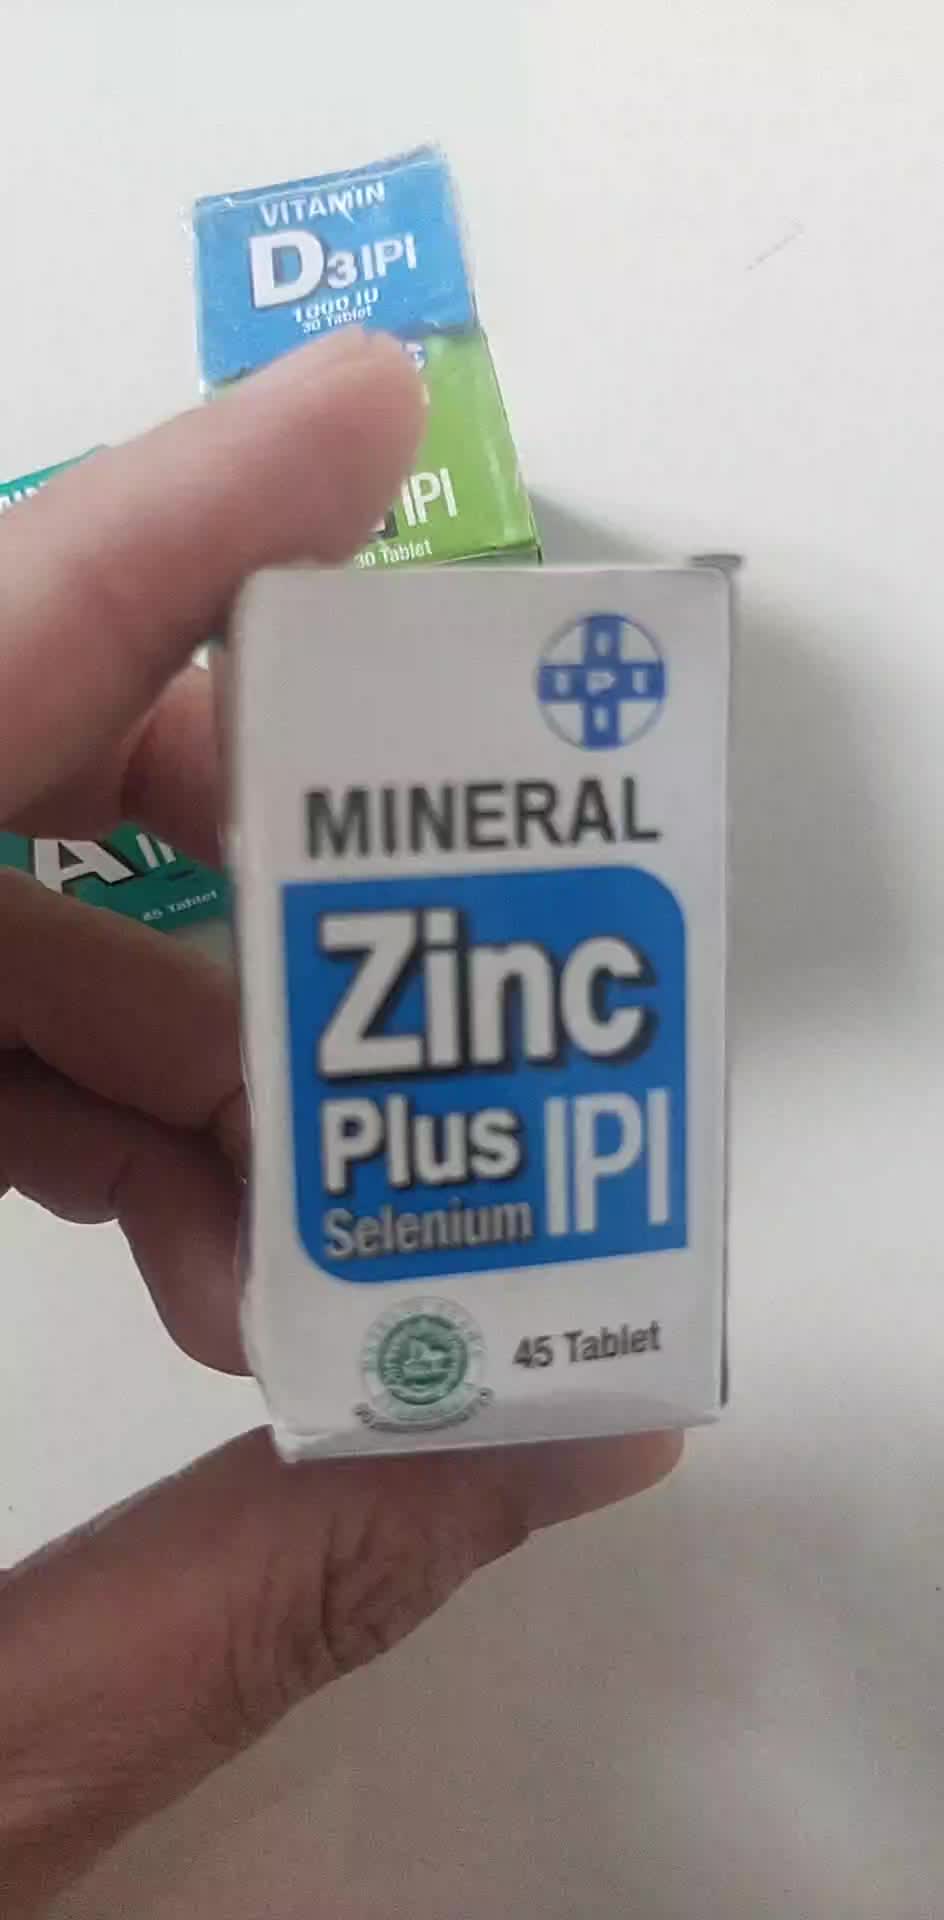 VITAMIN
D3 IPI
1000 IU
30 Tablet
IPI
30 Tablet
A
45 Tablet
IPI
MINERAL
Zinc
Plus IPI
Selenium
45 Tablet